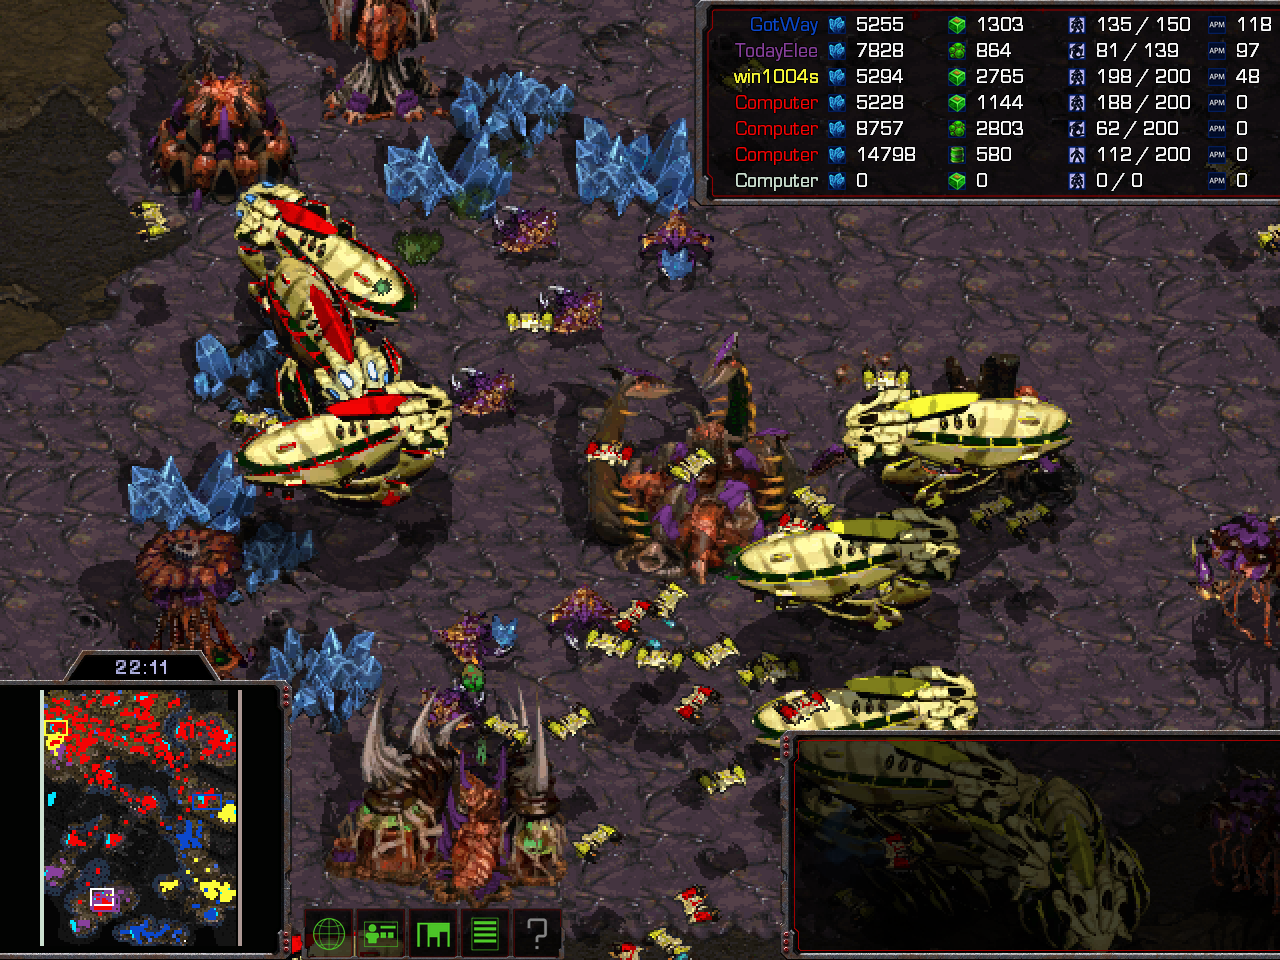 GotWay 5255 1303 135 / 150 APM 118
TodayElee 7828 864 81 / 139 APM 97
win1004s 5294 2765 198 / 200 APM 48
Computer 5228 1144 188 / 200 APM 0
Computer 8757 2803 62 / 200 APM 0
Computer 14798 580 112 / 200 APM 0
Computer 0 0 0 / 0 APM 0
22:11
?